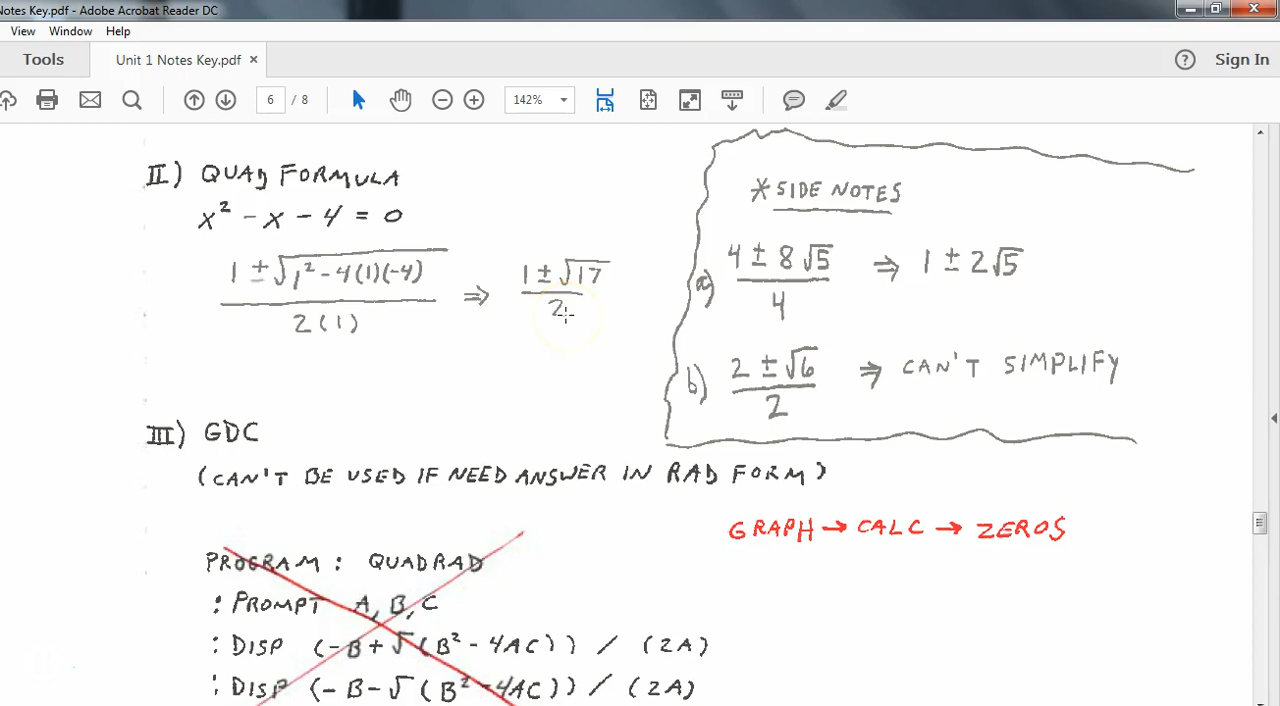 Notes Key.pdf - Adobe Acrobat Reader DC
View Window Help
Tools Unit 1 Notes Key.pdf × ? Sign In
6 / 8 142%
II) QUAD FORMULA
x² - x - 4 = 0
1 ± √1² - 4(1)(-4)
2(1)
⇒
1 ± √17
2
* SIDE NOTES
a) 4 ± 8√5 ⇒ 1 ± 2√5
4
b) 2 ± √6 ⇒ CAN'T SIMPLIFY
2
III) GDC
(CAN'T BE USED IF NEED ANSWER IN RAD FORM)
GRAPH → CALC → ZEROS
PROGRAM : QUADRAD
: PROMPT A, B, C
: DISP (-B + √(B² - 4AC)) / (2A)
: DISP (-B - √(B² - 4AC)) / (2A)